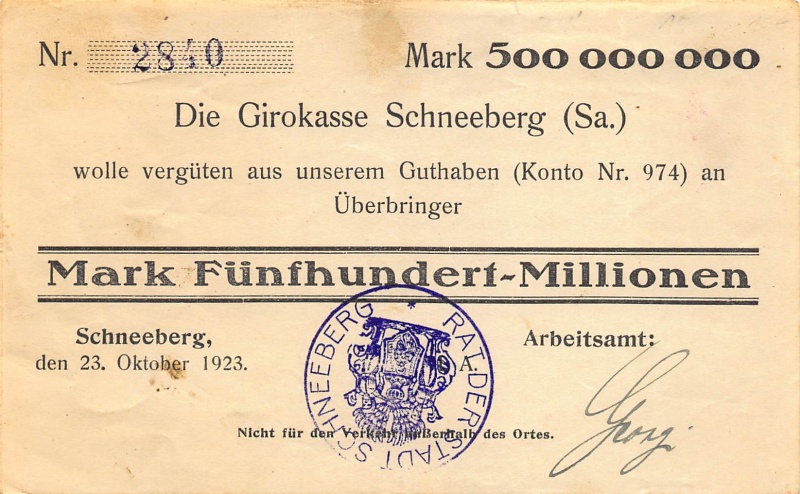 Nr. 2840
Mark 500 000 000
Die Girokasse Schneeberg (Sa.)
wolle vergüten aus unserem Guthaben (Konto Nr. 974) an
Überbringer
Mark Fünfhundert-Millionen
Schneeberg,
den 23. Oktober 1923.
Arbeitsamt:
A.
* RAT DER STADT SCHNEEBERG
Nicht für den Verkehr außerhalb des Ortes.
Georgi